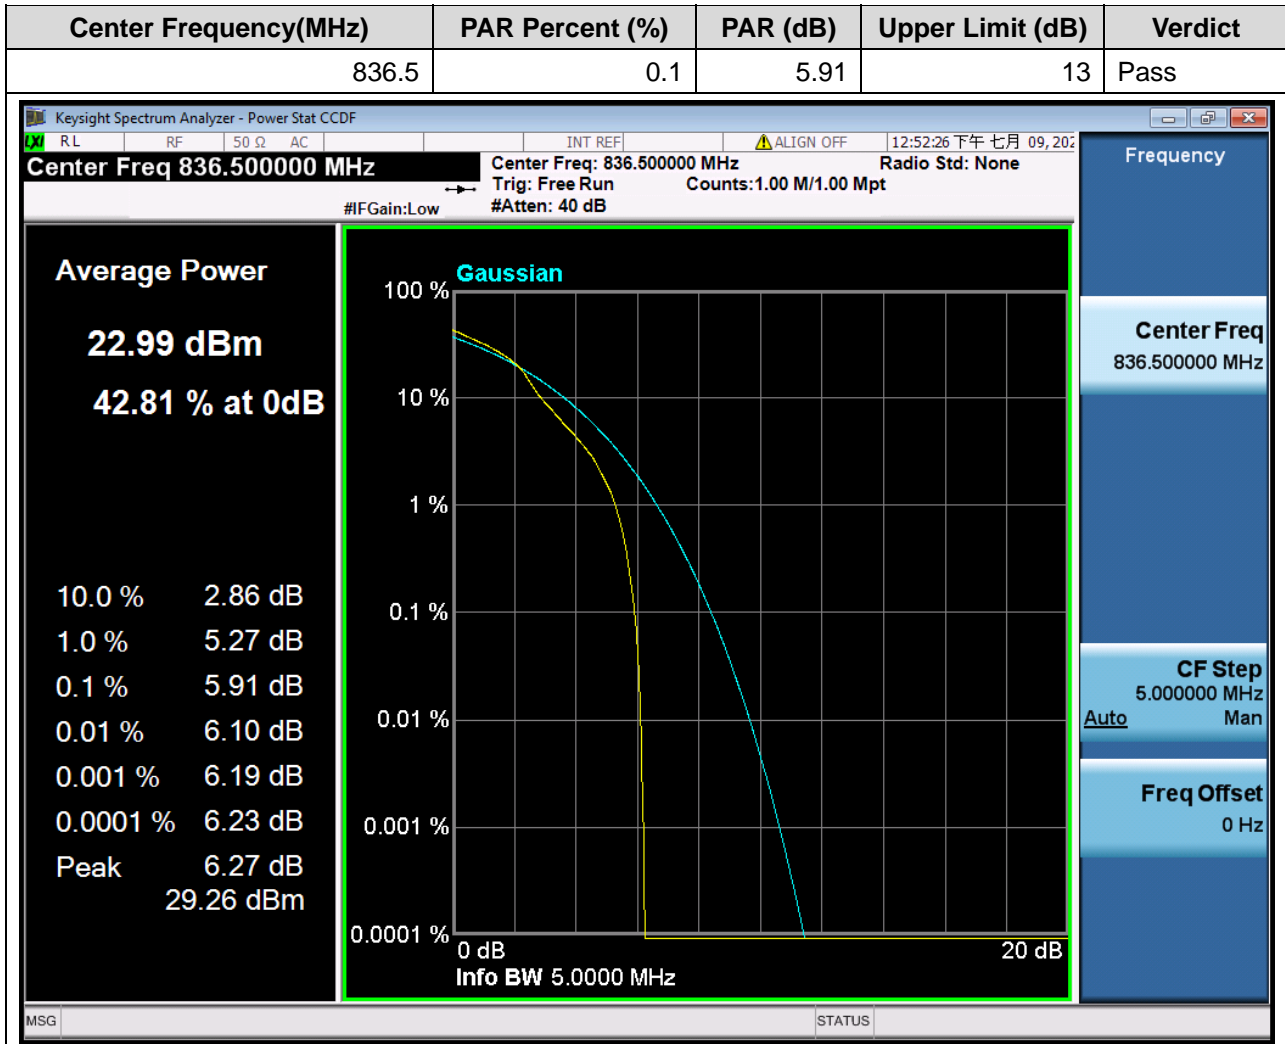 Center Frequency(MHz) PAR Percent (%) PAR (dB) Upper Limit (dB) Verdict
836.5 0.1 5.91 13 Pass
Keysight Spectrum Analyzer - Power Stat CCDF
LXI RL RF 50 Ω AC INT REF ALIGN OFF 12:52:26 下午 七月 09, 202
Center Freq 836.500000 MHz
Center Freq: 836.500000 MHz Radio Std: None
Trig: Free Run Counts:1.00 M/1.00 Mpt
#IFGain:Low #Atten: 40 dB
Average Power
22.99 dBm
42.81 % at 0dB
10.0 % 2.86 dB
1.0 % 5.27 dB
0.1 % 5.91 dB
0.01 % 6.10 dB
0.001 % 6.19 dB
0.0001 % 6.23 dB
Peak 6.27 dB
29.26 dBm
Gaussian
100 %
10 %
1 %
0.1 %
0.01 %
0.001 %
0.0001 %
0 dB 20 dB
Info BW 5.0000 MHz
Frequency
Center Freq
836.500000 MHz
CF Step
5.000000 MHz
Auto Man
Freq Offset
0 Hz
MSG STATUS